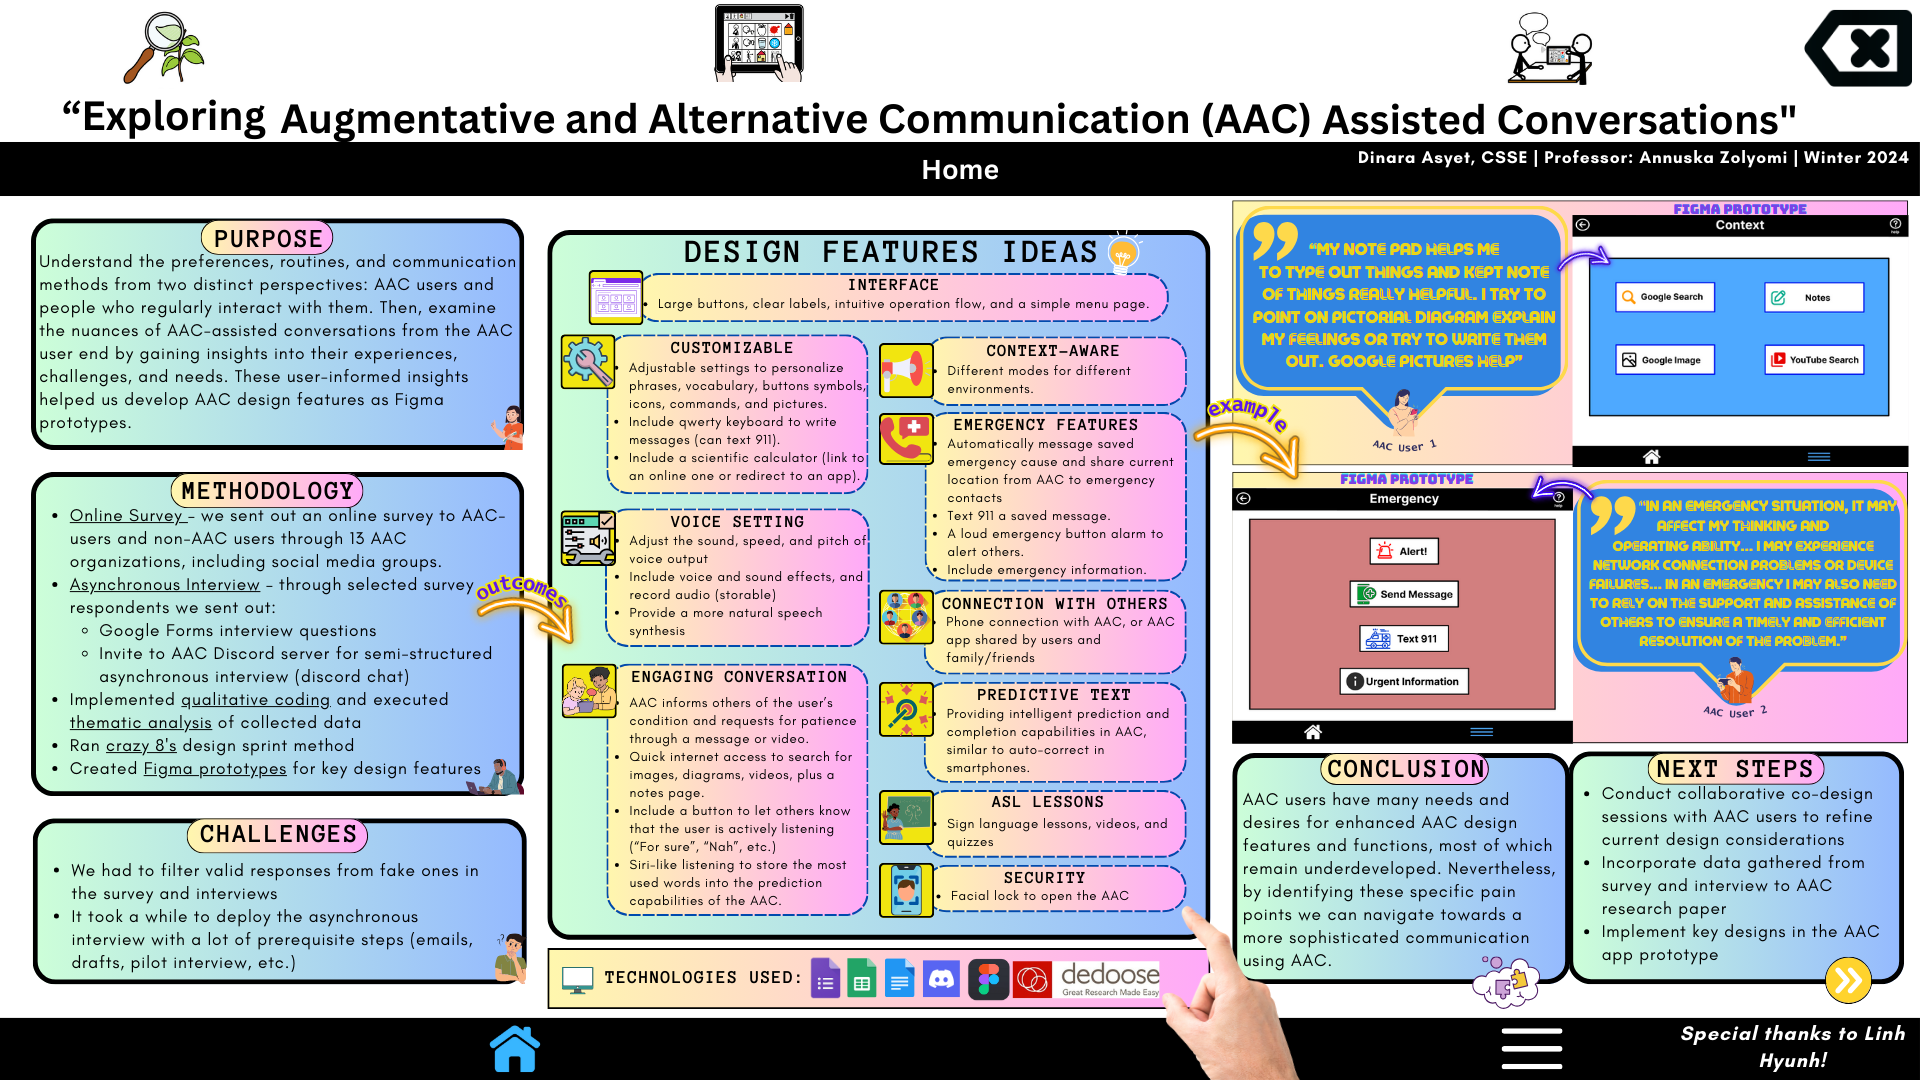 “Exploring Augmentative and Alternative Communication (AAC) Assisted Conversations"
Home
Dinara Asyet, CSSE | Professor: Annuska Zolyomi | Winter 2024
PURPOSE
Understand the preferences, routines, and communication
methods from two distinct perspectives: AAC users and
people who regularly interact with them. Then, examine
the nuances of AAC-assisted conversations from the AAC
user end by gaining insights into their experiences,
challenges, and needs. These user-informed insights
helped us develop AAC design features as Figma
prototypes.
METHODOLOGY
• Online Survey - we sent out an online survey to AAC-
users and non-AAC users through 13 AAC
organizations, including social media groups.
• Asynchronous Interview - through selected survey
respondents we sent out:
◦ Google Forms interview questions
◦ Invite to AAC Discord server for semi-structured
asynchronous interview (discord chat)
• Implemented qualitative coding and executed
thematic analysis of collected data
• Ran crazy 8's design sprint method
• Created Figma prototypes for key design features
CHALLENGES
• We had to filter valid responses from fake ones in
the survey and interviews
• It took a while to deploy the asynchronous
interview with a lot of prerequisite steps (emails,
drafts, pilot interview, etc.)
outcomes
DESIGN FEATURES IDEAS
INTERFACE
• Large buttons, clear labels, intuitive operation flow, and a simple menu page.
CUSTOMIZABLE
• Adjustable settings to personalize
phrases, vocabulary, buttons symbols,
icons, commands, and pictures.
• Include qwerty keyboard to write
messages (can text 911).
• Include a scientific calculator (link to
an online one or redirect to an app).
VOICE SETTING
• Adjust the sound, speed, and pitch of
voice output
• Include voice and sound effects, and
record audio (storable)
• Provide a more natural speech
synthesis
ENGAGING CONVERSATION
• AAC informs others of the user’s
condition and requests for patience
through a message or video.
• Quick internet access to search for
images, diagrams, videos, plus a
notes page.
• Include a button to let others know
that the user is actively listening
(“For sure”, “Nah”, etc.)
• Siri-like listening to store the most
used words into the prediction
capabilities of the AAC.
CONTEXT-AWARE
• Different modes for different
environments.
EMERGENCY FEATURES
• Automatically message saved
emergency cause and share current
location from AAC to emergency
contacts
• Text 911 a saved message.
• A loud emergency button alarm to
alert others.
• Include emergency information.
CONNECTION WITH OTHERS
• Phone connection with AAC, or AAC
app shared by users and
family/friends
PREDICTIVE TEXT
• Providing intelligent prediction and
completion capabilities in AAC,
similar to auto-correct in
smartphones.
ASL LESSONS
• Sign language lessons, videos, and
quizzes
SECURITY
• Facial lock to open the AAC
TECHNOLOGIES USED:
dedoose
Great Research Made Easy
example
“MY NOTE PAD HELPS ME
TO TYPE OUT THINGS AND KEPT NOTE
OF THINGS REALLY HELPFUL. I TRY TO
POINT ON PICTORIAL DIAGRAM EXPLAIN
MY FEELINGS OR TRY TO WRITE THEM
OUT. GOOGLE PICTURES HELP”
AAC User 1
FIGMA PROTOTYPE
Context
help
Google Search
Notes
Google Image
YouTube Search
FIGMA PROTOTYPE
Emergency
help
Alert!
Send Message
Text 911
Urgent Information
“IN AN EMERGENCY SITUATION, IT MAY
AFFECT MY THINKING AND
OPERATING ABILITY... I MAY EXPERIENCE
NETWORK CONNECTION PROBLEMS OR DEVICE
FAILURES... IN AN EMERGENCY I MAY ALSO NEED
TO RELY ON THE SUPPORT AND ASSISTANCE OF
OTHERS TO ENSURE A TIMELY AND EFFICIENT
RESOLUTION OF THE PROBLEM.”
AAC User 2
CONCLUSION
AAC users have many needs and
desires for enhanced AAC design
features and functions, most of which
remain underdeveloped. Nevertheless,
by identifying these specific pain
points we can navigate towards a
more sophisticated communication
using AAC.
NEXT STEPS
• Conduct collaborative co-design
sessions with AAC users to refine
current design considerations
• Incorporate data gathered from
survey and interview to AAC
research paper
• Implement key designs in the AAC
app prototype
Special thanks to Linh
Hyunh!